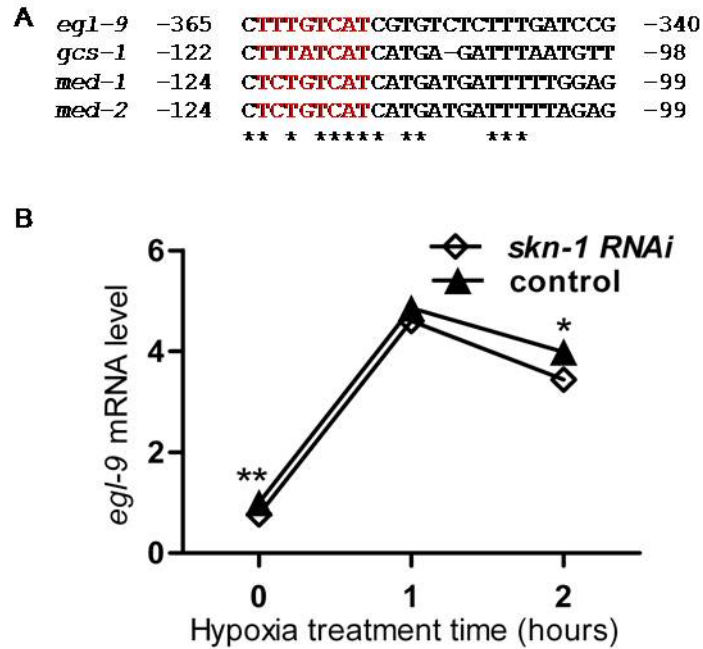 A
egl-9 -365 CTTTGTCATCGTGTCTCTTTGATCCG -340
gcs-1 -122 CTTTATCATCATGA-GATTTAATGTT -98
med-1 -124 CTCTGTCATCATGATGATTTTTGGAG -99
med-2 -124 CTCTGTCATCATGATGATTTTTAGAG -99
** * ***** ** ***
B
skn-1 RNAi
control
6
4
2
0
egl-9 mRNA level
**
*
0 1 2
Hypoxia treatment time (hours)